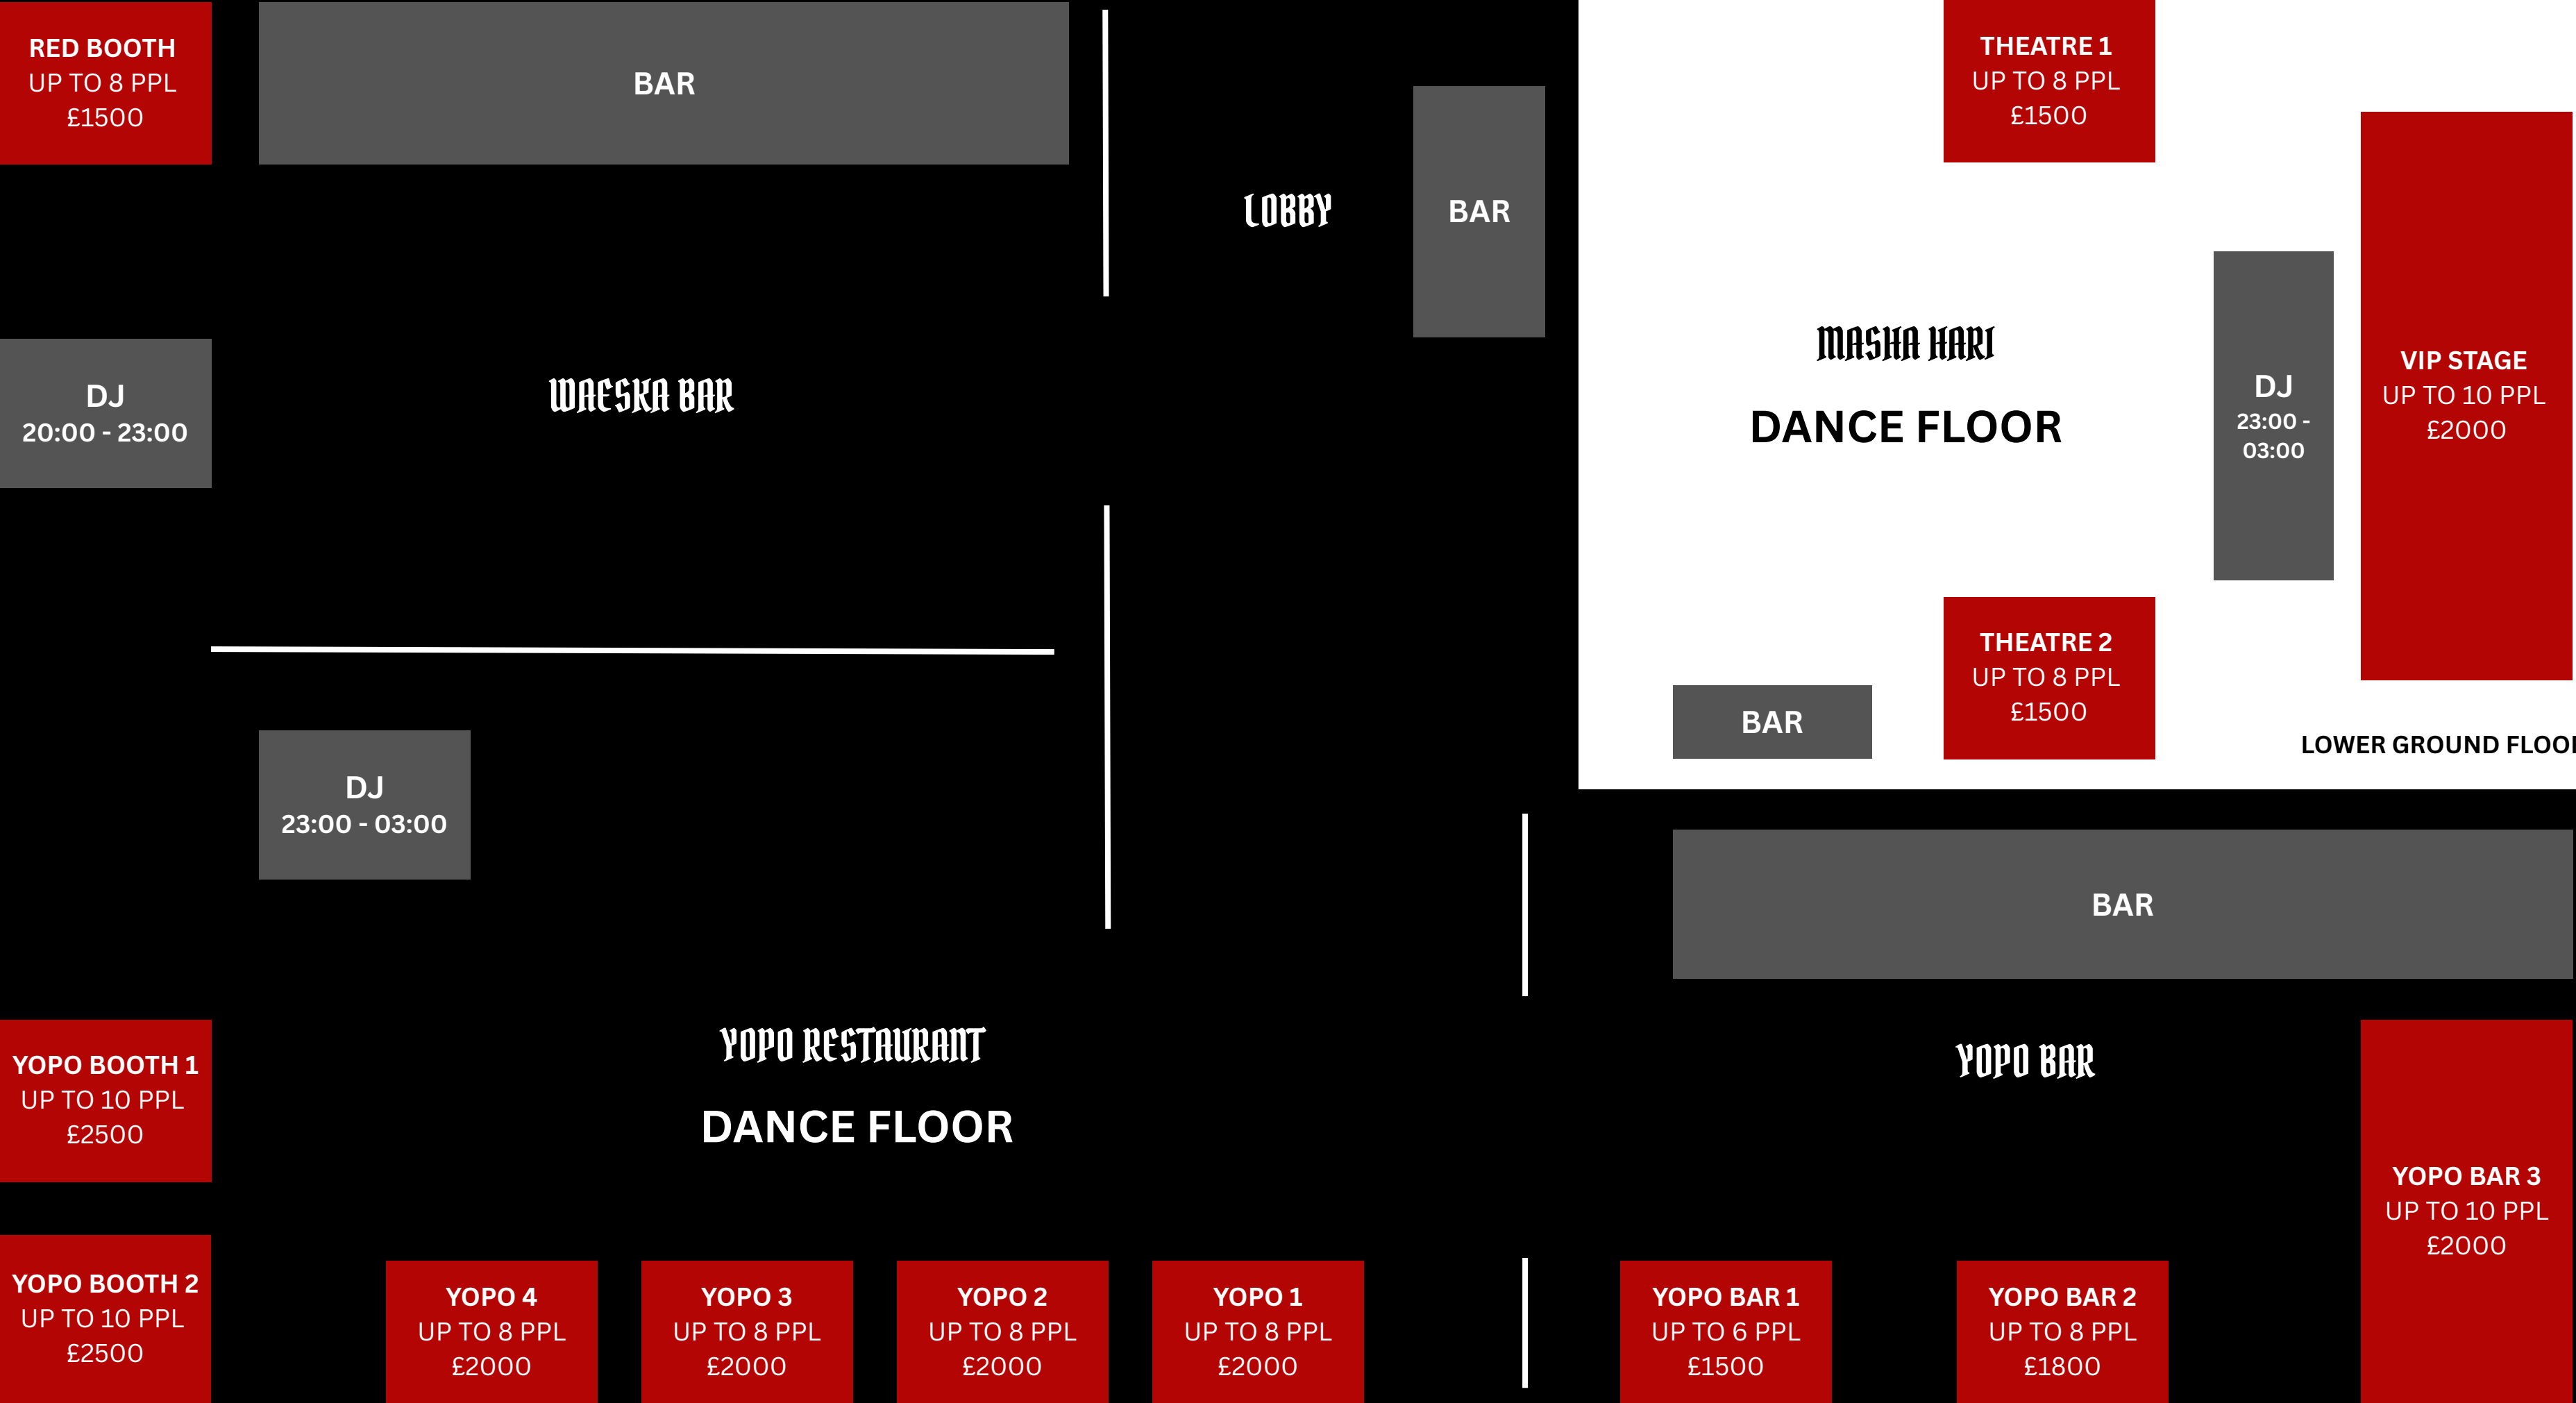 RED BOOTH
UP TO 8 PPL
£1500
BAR
LOBBY
BAR
DJ
20:00 - 23:00
WAESKA BAR
THEATRE 1
UP TO 8 PPL
£1500
MASHA HARI
DANCE FLOOR
DJ
23:00 -
03:00
VIP STAGE
UP TO 10 PPL
£2000
THEATRE 2
UP TO 8 PPL
£1500
BAR
LOWER GROUND FLOOR
DJ
23:00 - 03:00
BAR
YOPO BOOTH 1
UP TO 10 PPL
£2500
YOPO RESTAURANT
DANCE FLOOR
YOPO BAR
YOPO BAR 3
UP TO 10 PPL
£2000
YOPO BOOTH 2
UP TO 10 PPL
£2500
YOPO 4
UP TO 8 PPL
£2000
YOPO 3
UP TO 8 PPL
£2000
YOPO 2
UP TO 8 PPL
£2000
YOPO 1
UP TO 8 PPL
£2000
YOPO BAR 1
UP TO 6 PPL
£1500
YOPO BAR 2
UP TO 8 PPL
£1800